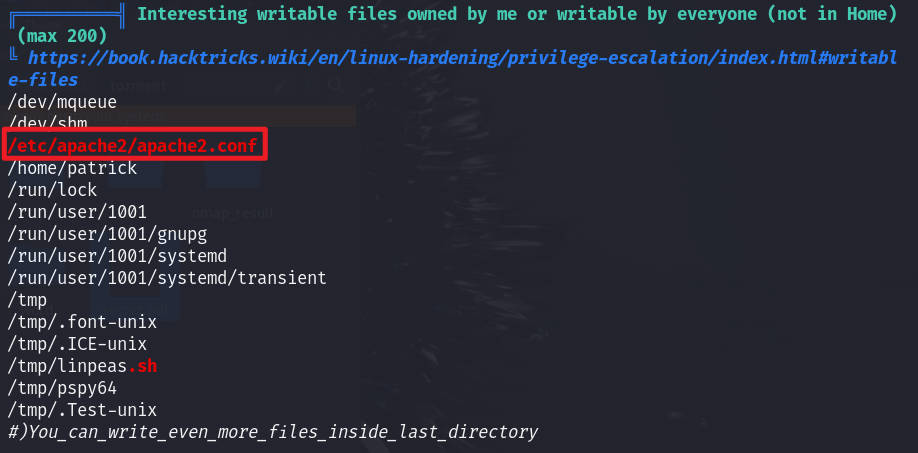 Interesting writable files owned by me or writable by everyone (not in Home)
(max 200)
https://book.hacktricks.wiki/en/linux-hardening/privilege-escalation/index.html#writabl
e-files
/dev/mqueue
/dev/shm
/etc/apache2/apache2.conf
/home/patrick
/run/lock
/run/user/1001
nmap_result
/run/user/1001/gnupg
/run/user/1001/systemd
/run/user/1001/systemd/transient
/tmp
/tmp/.font-unix
/tmp/.ICE-unix
/tmp/linpeas.sh
/tmp/pspy64
/tmp/.Test-unix
#)You_can_write_even_more_files_inside_last_directory